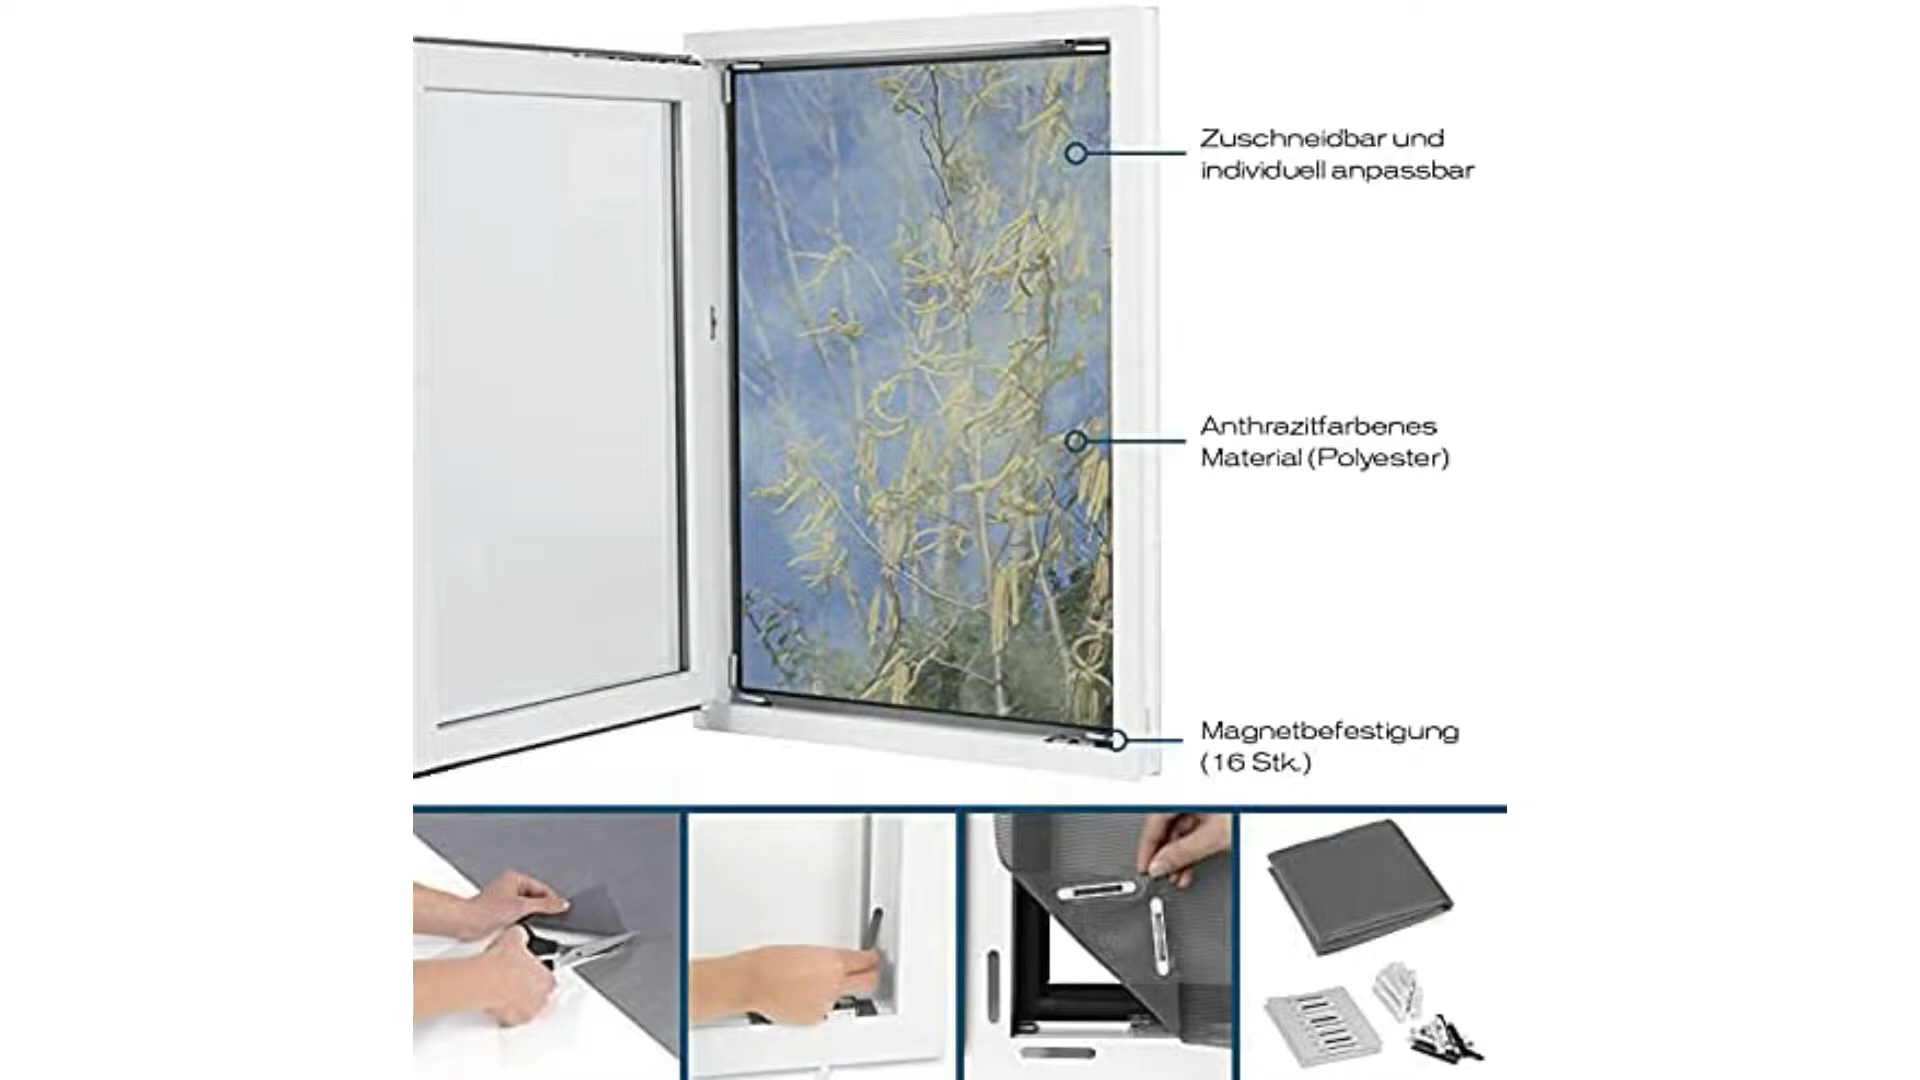 Zuschneidbar und
individuell anpassbar
Anthrazitfarbenes
Material (Polyester)
Magnetbefestigung
(16 Stk.)